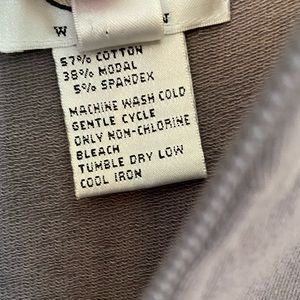 57% COTTON
38% MODAL
5% SPANDEX
MACHINE WASH COLD
GENTLE CYCLE
ONLY NON-CHLORINE
BLEACH
TUMBLE DRY LOW
COOL IRON